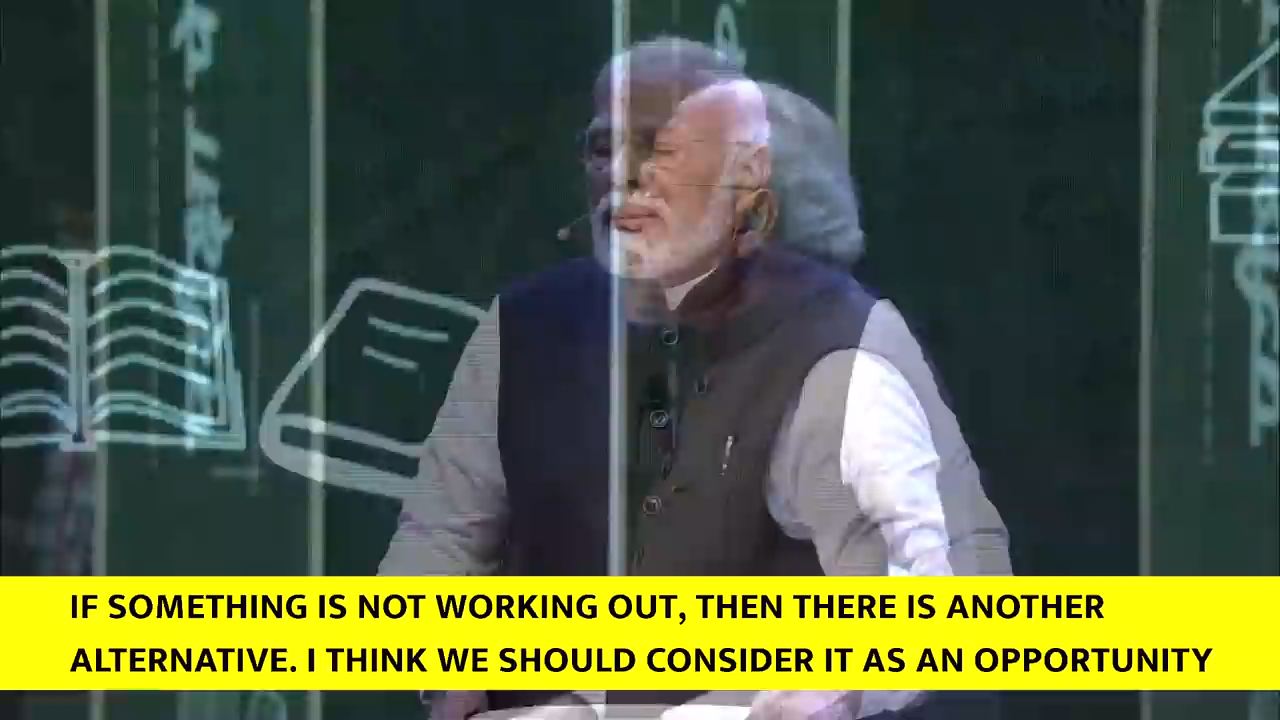 IF SOMETHING IS NOT WORKING OUT, THEN THERE IS ANOTHER
ALTERNATIVE. I THINK WE SHOULD CONSIDER IT AS AN OPPORTUNITY